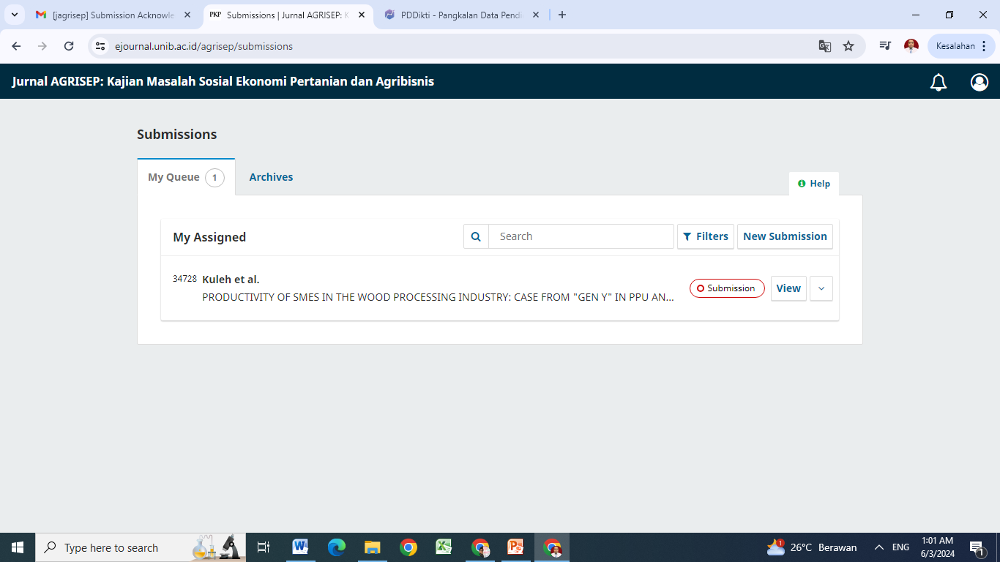 [jagrisep] Submission Acknowle
PKP Submissions | Jurnal AGRISEP: K
PDDikti - Pangkalan Data Pendi
ejournal.unib.ac.id/agrisep/submissions
Kesalahan
Jurnal AGRISEP: Kajian Masalah Sosial Ekonomi Pertanian dan Agribisnis
Submissions
My Queue 1
Archives
Help
My Assigned
Search
Filters
New Submission
34728 Kuleh et al.
PRODUCTIVITY OF SMES IN THE WOOD PROCESSING INDUSTRY: CASE FROM "GEN Y" IN PPU AN...
Submission
View
Type here to search
1
26°C Berawan
ENG
1:01 AM
6/3/2024
1